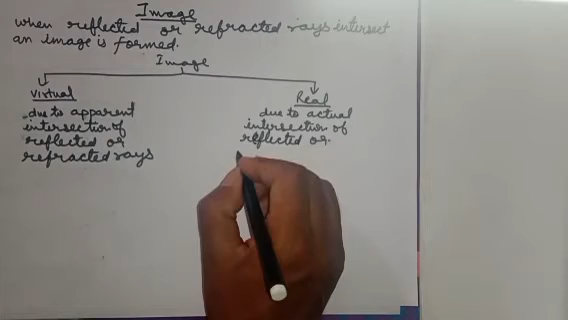 Image
when reflected or refracted rays intersect
an image is formed.
Image
Virtual
due to apparent
intersection of
reflected or
refracted rays
Real
due to actual
intersection of
reflected or